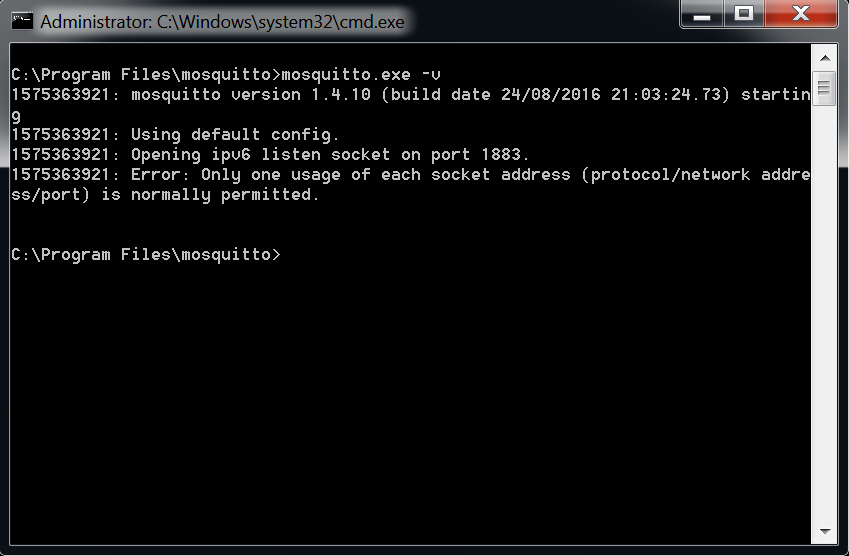 Administrator: C:\Windows\system32\cmd.exe
C:\Program Files\mosquitto>mosquitto.exe -v
1575363921: mosquitto version 1.4.10 (build date 24/08/2016 21:03:24.73) startin
g
1575363921: Using default config.
1575363921: Opening ipv6 listen socket on port 1883.
1575363921: Error: Only one usage of each socket address (protocol/network addre
ss/port) is normally permitted.
C:\Program Files\mosquitto>